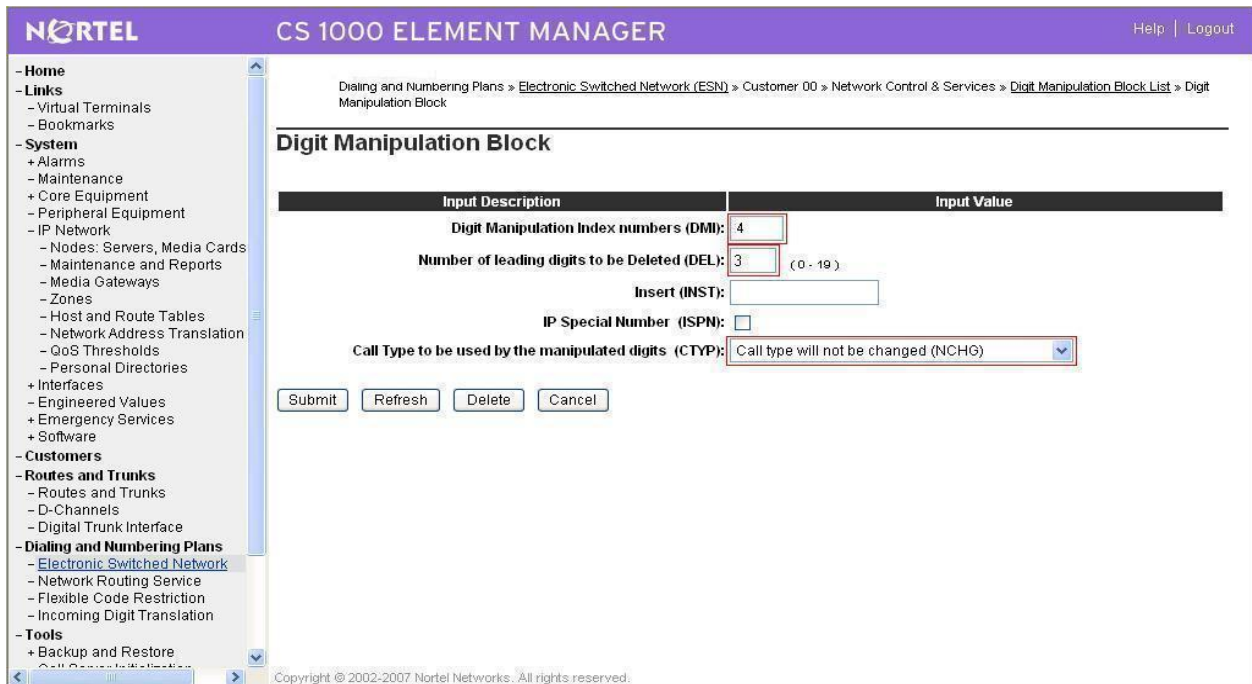 NORTEL
CS 1000 ELEMENT MANAGER
Help | Logout
- Home
- Links
- Virtual Terminals
- Bookmarks
- System
+ Alarms
- Maintenance
+ Core Equipment
- Peripheral Equipment
- IP Network
- Nodes: Servers, Media Cards
- Maintenance and Reports
- Media Gateways
- Zones
- Host and Route Tables
- Network Address Translation
- QoS Thresholds
- Personal Directories
+ Interfaces
- Engineered Values
+ Emergency Services
+ Software
- Customers
- Routes and Trunks
- Routes and Trunks
- D-Channels
- Digital Trunk Interface
- Dialing and Numbering Plans
- Electronic Switched Network
- Network Routing Service
- Flexible Code Restriction
- Incoming Digit Translation
- Tools
+ Backup and Restore
Dialing and Numbering Plans » Electronic Switched Network (ESN) » Customer 00 » Network Control & Services » Digit Manipulation Block List » Digit
Manipulation Block
Digit Manipulation Block
Input Description Input Value
Digit Manipulation Index numbers (DMI): 4
Number of leading digits to be Deleted (DEL): 3 (0 - 19)
Insert (INST):
IP Special Number (ISPN):
Call Type to be used by the manipulated digits (CTYP): Call type will not be changed (NCHG)
Submit Refresh Delete Cancel
Copyright © 2002-2007 Nortel Networks. All rights reserved.